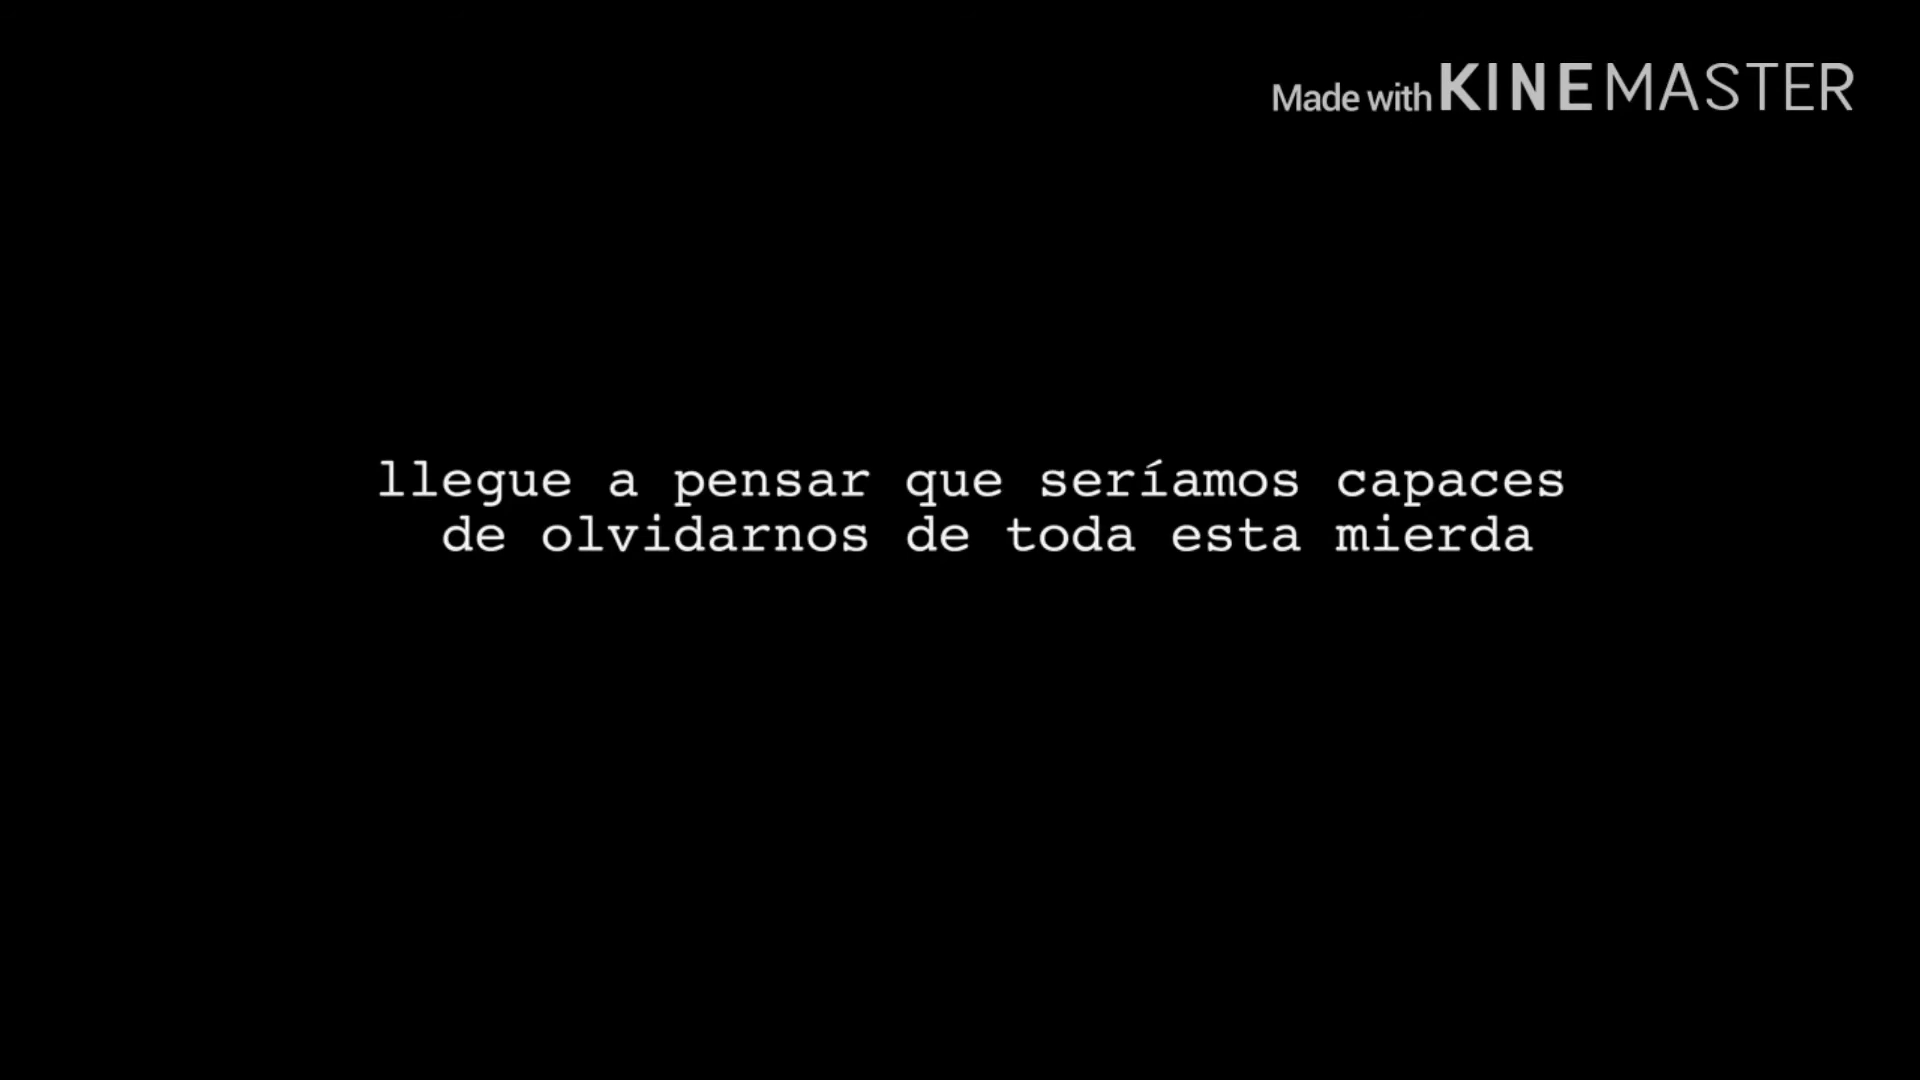 Made with KINEMASTER
llegue a pensar que seríamos capaces
de olvidarnos de toda esta mierda